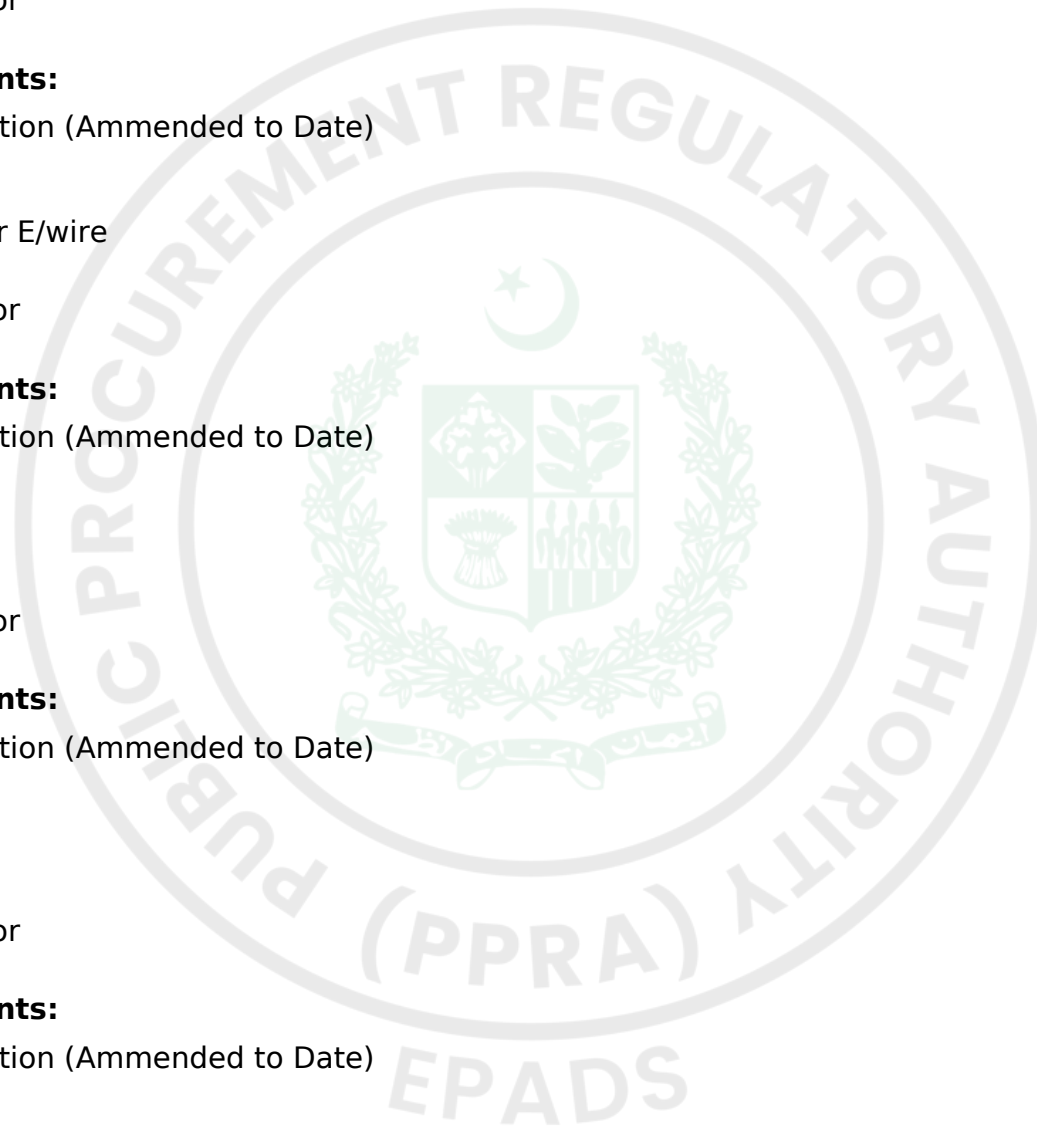 or
nts:
tion (Ammended to Date)
r E/wire
or
nts:
tion (Ammended to Date)
or
nts:
tion (Ammended to Date)
or
nts:
tion (Ammended to Date)
PUBLIC PROCUREMENT REGULATORY AUTHORITY
(PPRA)
EPADS